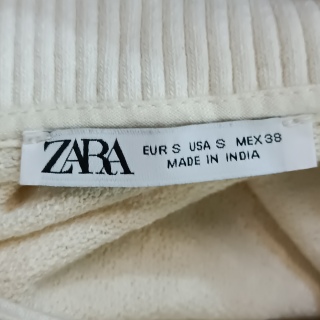 ZARA
EUR S USA S MEX 38
MADE IN INDIA